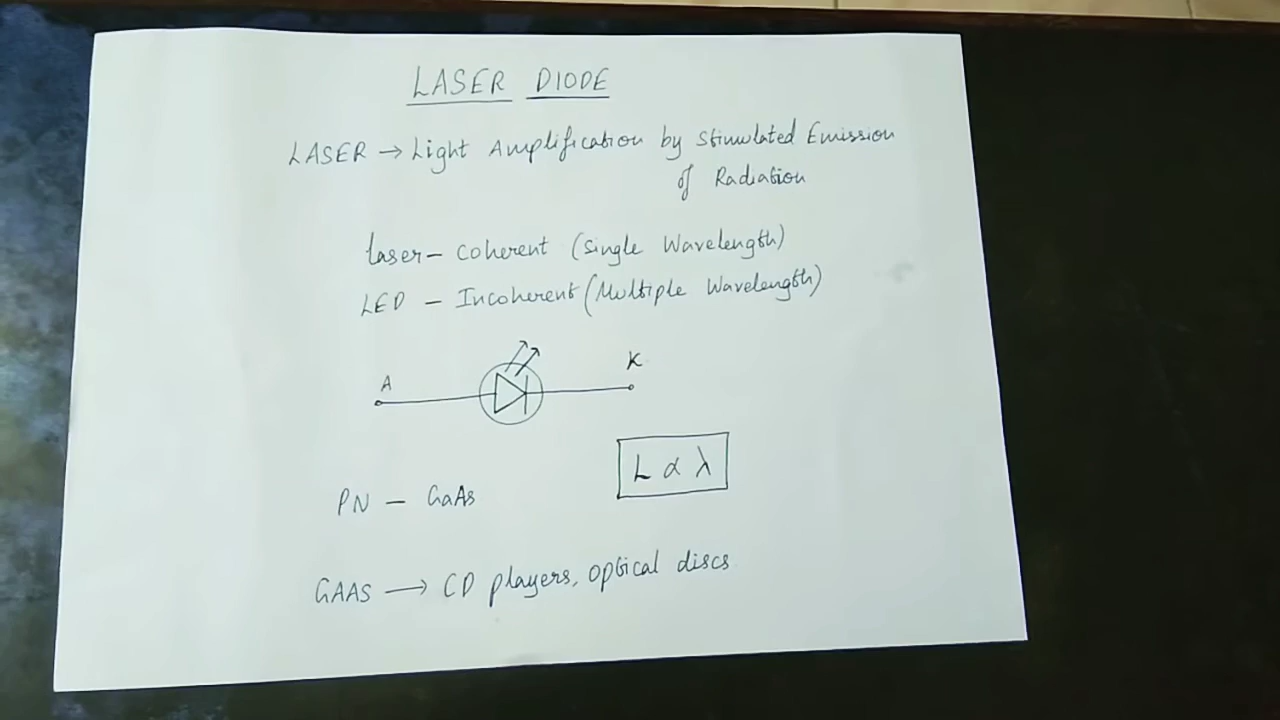 LASER DIODE
LASER → Light Amplification by Stimulated Emission
of Radiation
laser – Coherent (Single Wavelength)
LED – Incoherent (Multiple Wavelength)
A K
L ∝ λ
PN – GaAs
GAAS → CD players, optical discs